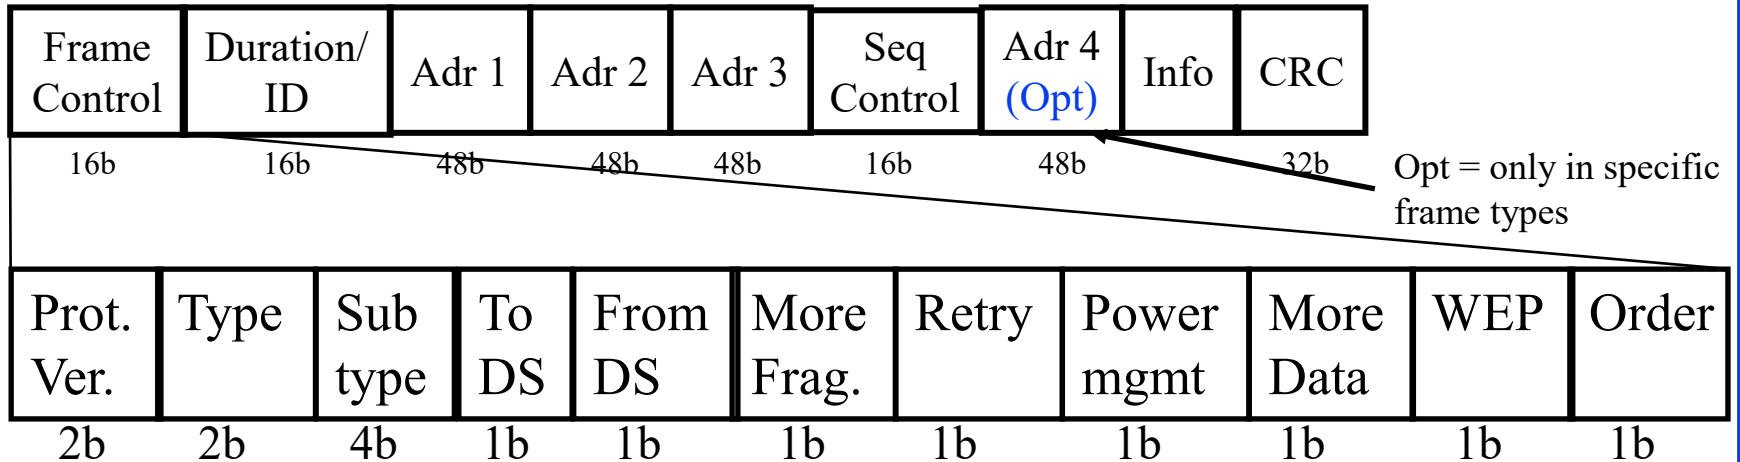 Frame
Control
Duration/
ID
Adr 1
Adr 2
Adr 3
Seq
Control
Adr 4
(Opt)
Info
CRC
16b
16b
48b
48b
48b
16b
48b
32b
Opt = only in specific
frame types
Prot.
Ver.
Type
Sub
type
To
DS
From
DS
More
Frag.
Retry
Power
mgmt
More
Data
WEP
Order
2b
2b
4b
1b
1b
1b
1b
1b
1b
1b
1b